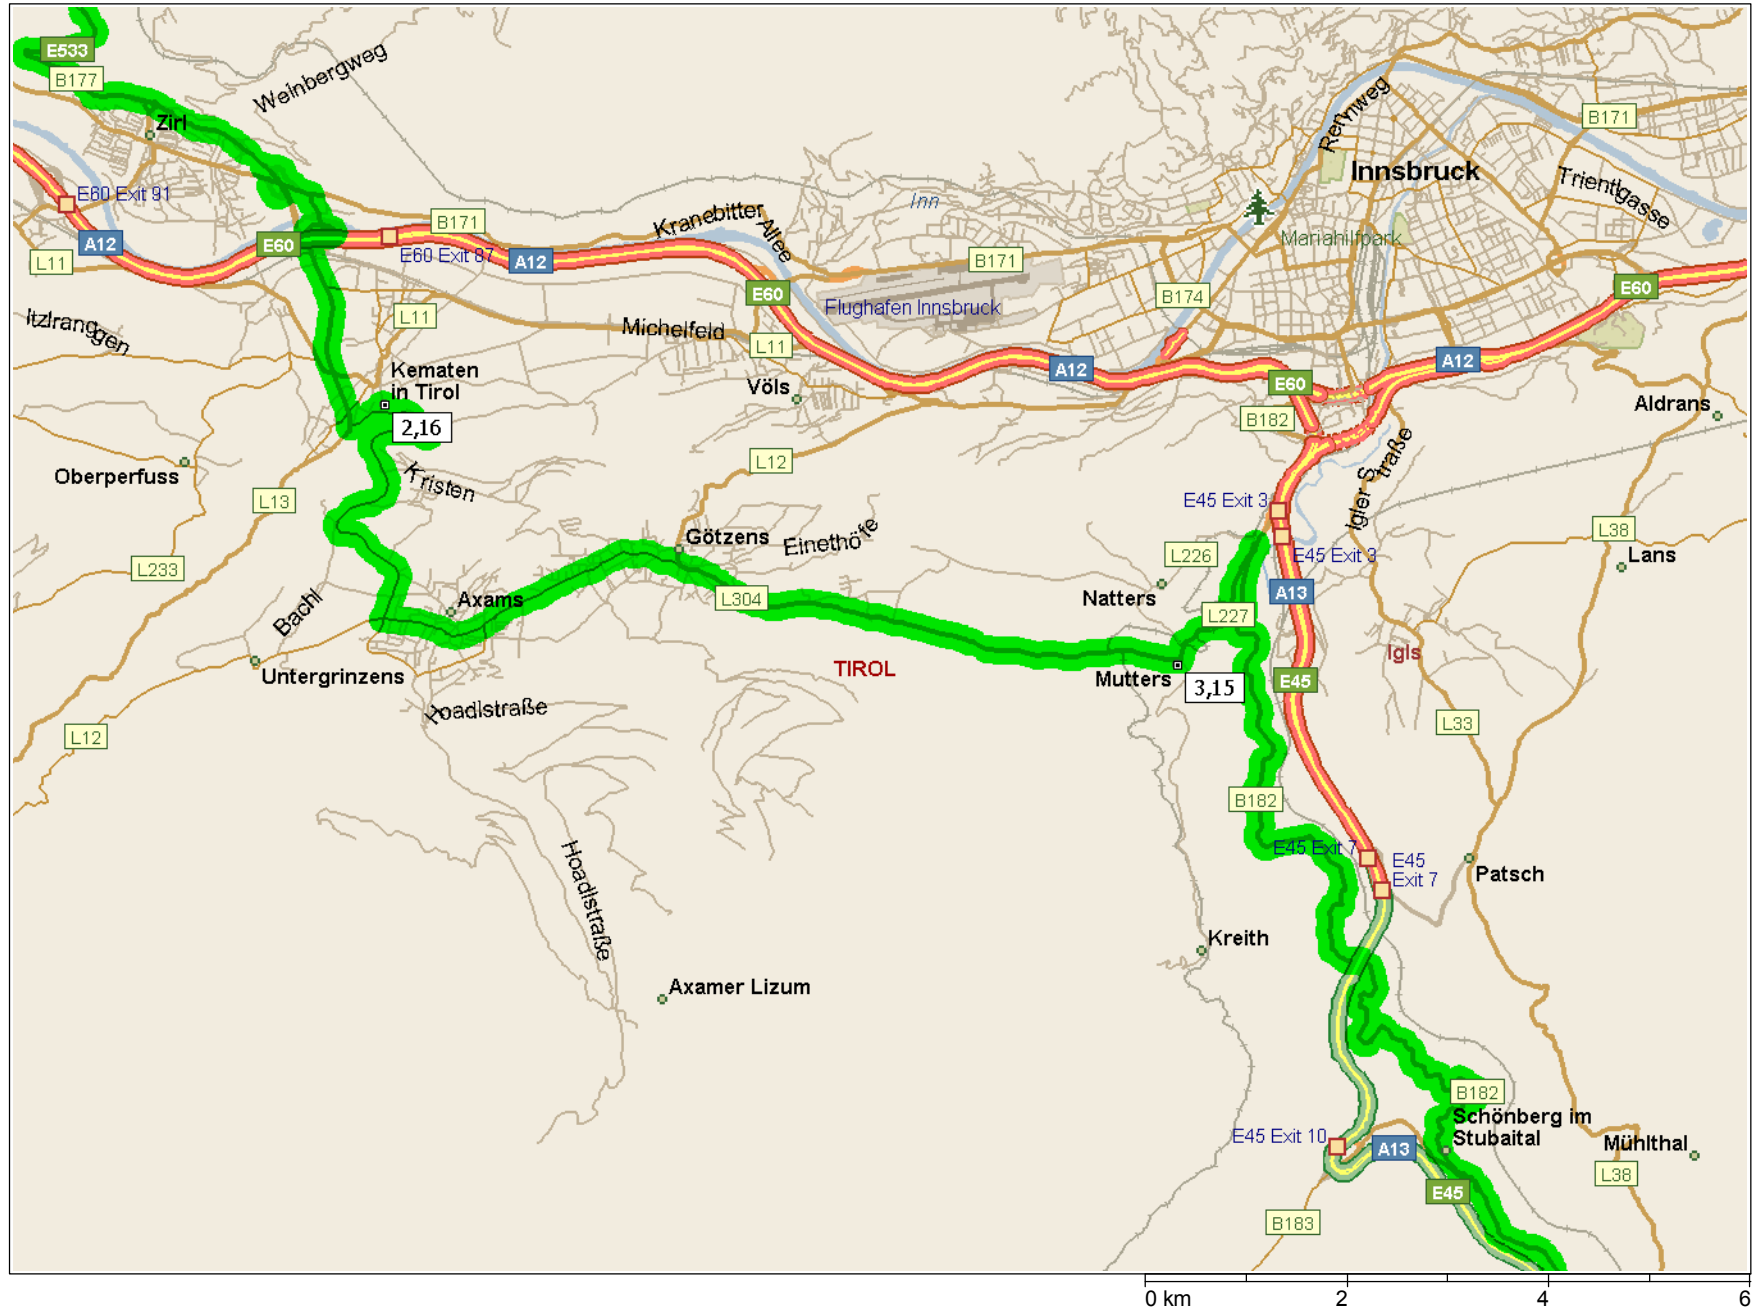 E533
B177
Weinbergweg
Zirl
E60 Exit 91
A12
L11
E60
B171
E60 Exit 87
A12
Kranebitter Allee
Inn
Rennweg
B171
Innsbruck
Trientlgasse
Mariahilfpark
B171
B174
E60
Flughafen Innsbruck
E60
L11
Michelfeld
L11
Völs
A12
E60
A12
B182
Aldrans
Kematen
in Tirol
2,16
Oberperfuss
L13
Kristen
L12
Igler Straße
E45 Exit 3
E45 Exit 3
L38
Lans
Götzens
Einethöfe
L226
L233
Natters
A13
Axams
L304
L227
Bachl
Igls
Untergrinzens
TIROL
Mutters
3,15
E45
Hoadlstraße
L33
L12
B182
Hoadlstraße
E45 Exit 7
E45
Exit 7
Patsch
Kreith
Axamer Lizum
B182
Schönberg im
Stubaital
E45 Exit 10
A13
Mühlthal
L38
E45
B183
0 km 2 4 6